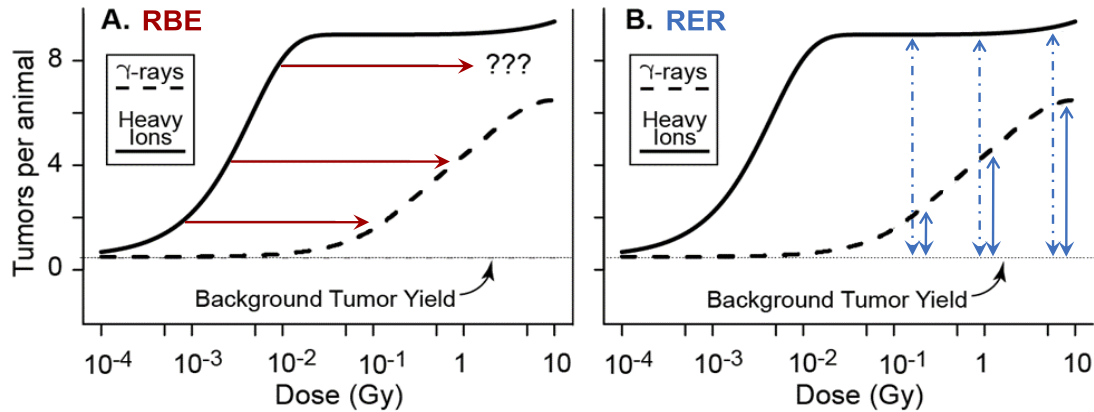 A. RBE
Tumors per animal
8
4
0
γ-rays
Heavy
Ions
???
Background Tumor Yield
10-4
10-3
10-2
10-1
1
10
Dose (Gy)
B. RER
γ-rays
Heavy
Ions
Background Tumor Yield
10-4
10-3
10-2
10-1
1
10
Dose (Gy)